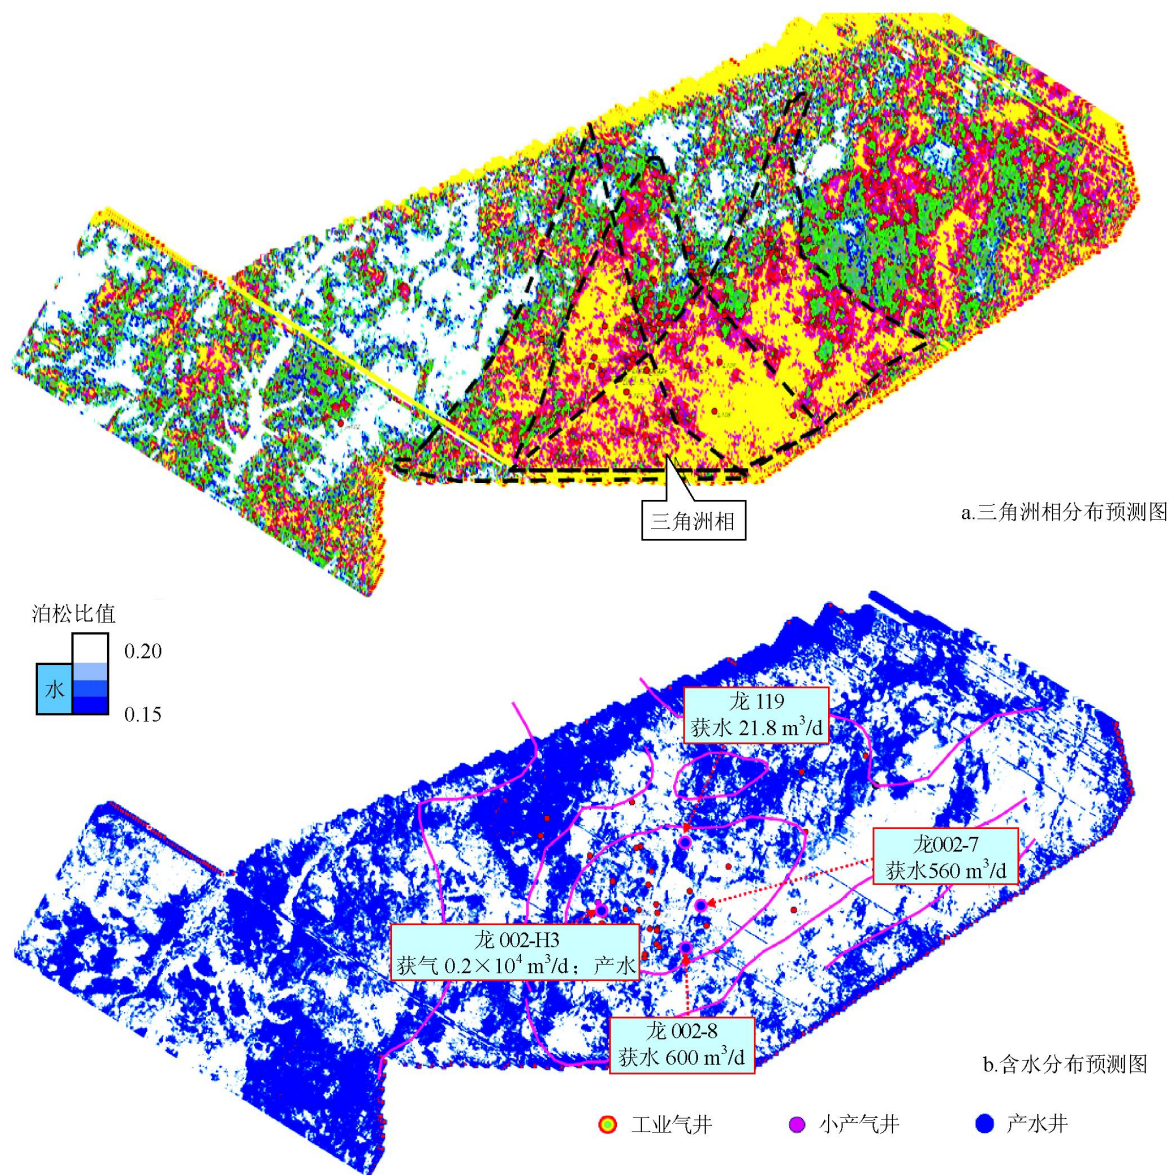 三角洲相
a.三角洲相分布预测图
泊松比值
0.20
水
0.15
龙 119
获水 21.8 m³/d
龙002-7
获水560 m³/d
龙 002-H3
获气 0.2×10⁴ m³/d；产水
龙 002-8
获水 600 m³/d
b.含水分布预测图
工业气井
小产气井
产水井